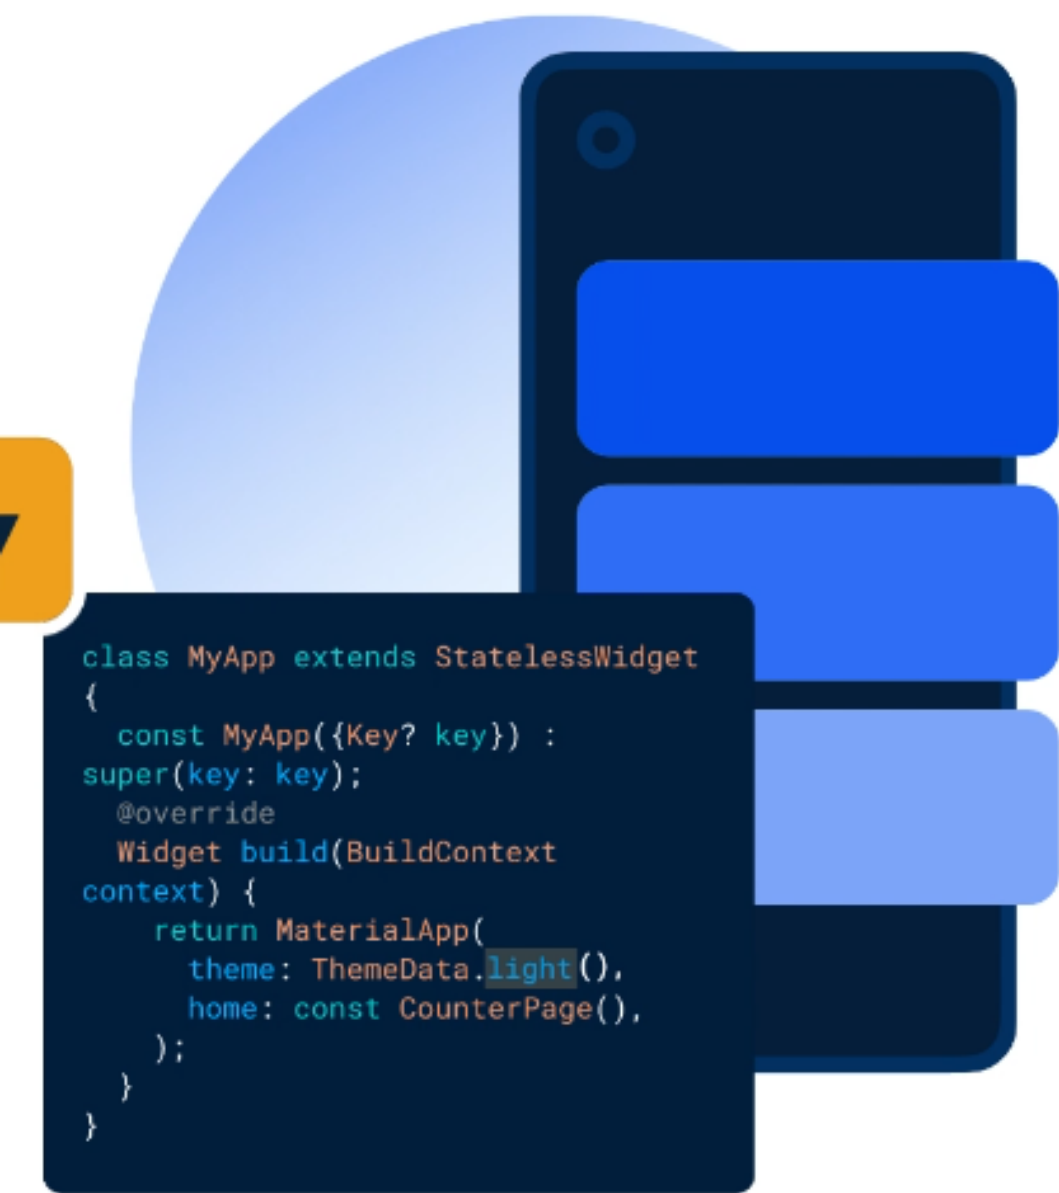 class MyApp extends StatelessWidget
{
  const MyApp({Key? key}) :
super(key: key);
  @override
  Widget build(BuildContext
context) {
    return MaterialApp(
      theme: ThemeData.light(),
      home: const CounterPage(),
    );
  }
}